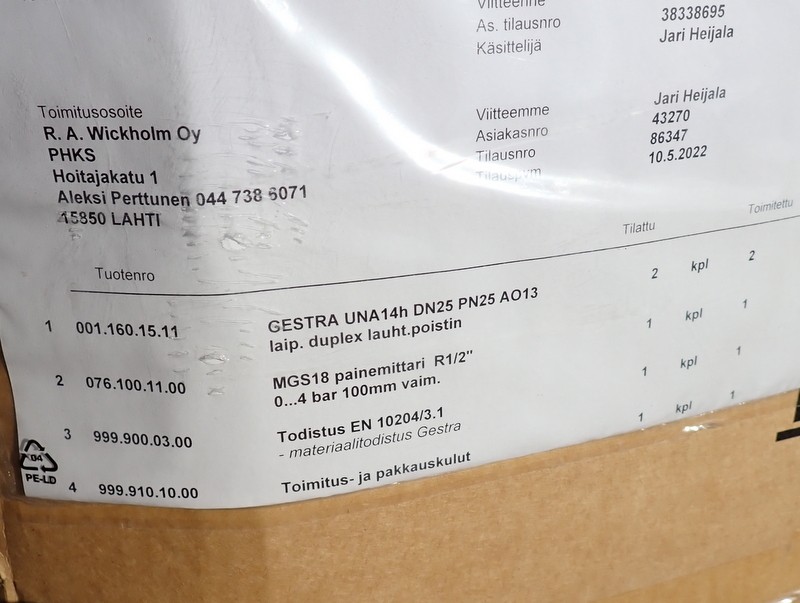 Viitteenne
As. tilausnro 38338695
Käsittelijä Jari Heijala
Toimitusosoite
R. A. Wickholm Oy
PHKS
Hoitajakatu 1
Aleksi Perttunen 044 738 6071
15850 LAHTI
Viitteemme Jari Heijala
Asiakasnro 43270
Tilausnro 86347
Tilauspvm 10.5.2022
Tuotenro Tilattu Toimitettu
1 001.160.15.11 GESTRA UNA14h DN25 PN25 AO13 2 kpl 2
laip. duplex lauht.poistin
2 076.100.11.00 MGS18 painemittari R1/2" 1 kpl 1
0...4 bar 100mm vaim.
3 999.900.03.00 Todistus EN 10204/3.1 1 kpl 1
- materiaalitodistus Gestra
4 999.910.10.00 Toimitus- ja pakkauskulut 1 kpl 1
04
PE-LD